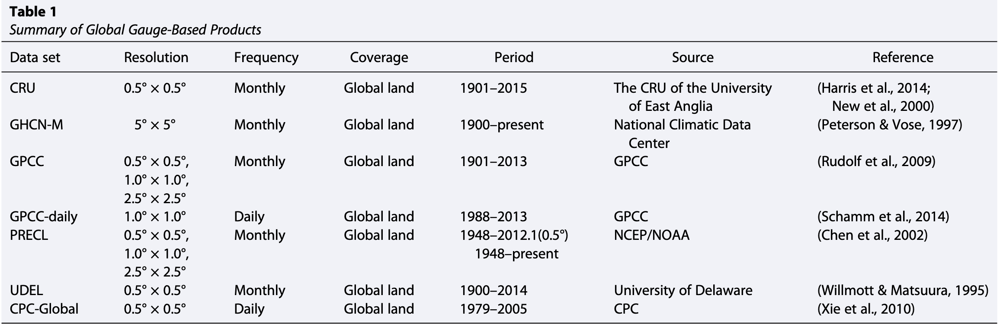 Table 1
Summary of Global Gauge-Based Products
Data set Resolution Frequency Coverage Period Source Reference
CRU 0.5° × 0.5° Monthly Global land 1901–2015 The CRU of the University (Harris et al., 2014;
of East Anglia New et al., 2000)
GHCN-M 5° × 5° Monthly Global land 1900–present National Climatic Data (Peterson & Vose, 1997)
Center
GPCC 0.5° × 0.5°, Monthly Global land 1901–2013 GPCC (Rudolf et al., 2009)
1.0° × 1.0°,
2.5° × 2.5°
GPCC-daily 1.0° × 1.0° Daily Global land 1988–2013 GPCC (Schamm et al., 2014)
PRECL 0.5° × 0.5°, Monthly Global land 1948–2012.1(0.5°) NCEP/NOAA (Chen et al., 2002)
1.0° × 1.0°, 1948–present
2.5° × 2.5°
UDEL 0.5° × 0.5° Monthly Global land 1900–2014 University of Delaware (Willmott & Matsuura, 1995)
CPC-Global 0.5° × 0.5° Daily Global land 1979–2005 CPC (Xie et al., 2010)